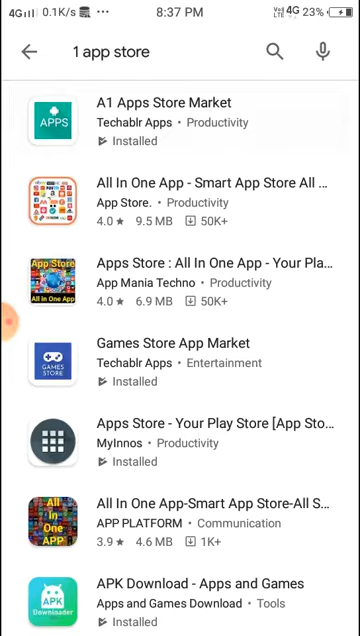 4G 0.1K/s ... 8:37 PM 4G 23%
1 app store
APPS
A1 Apps Store Market
Techablr Apps • Productivity
Installed
All In One App - Smart App Store All ...
App Store. • Productivity
4.0 ★ 9.5 MB 50K+
App Store
All In One App
Apps Store : All In One App - Your Pla...
App Mania Techno • Productivity
4.0 ★ 6.9 MB 50K+
GAMES
STORE
Games Store App Market
Techablr Apps • Entertainment
Installed
Apps Store - Your Play Store [App Sto...
MyInnos • Productivity
Installed
All
In
One
APP
All In One App-Smart App Store-All S...
APP PLATFORM • Communication
3.9 ★ 4.6 MB 1K+
APK
Downloader
APK Download - Apps and Games
Apps and Games Download • Tools
Installed